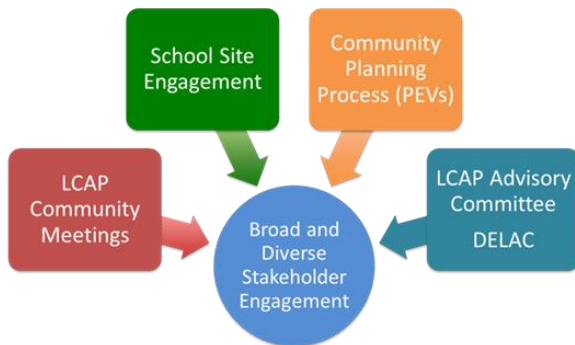 School Site
Engagement
Community
Planning
Process (PEVs)
LCAP
Community
Meetings
LCAP Advisory
Committee
DELAC
Broad and
Diverse
Stakeholder
Engagement